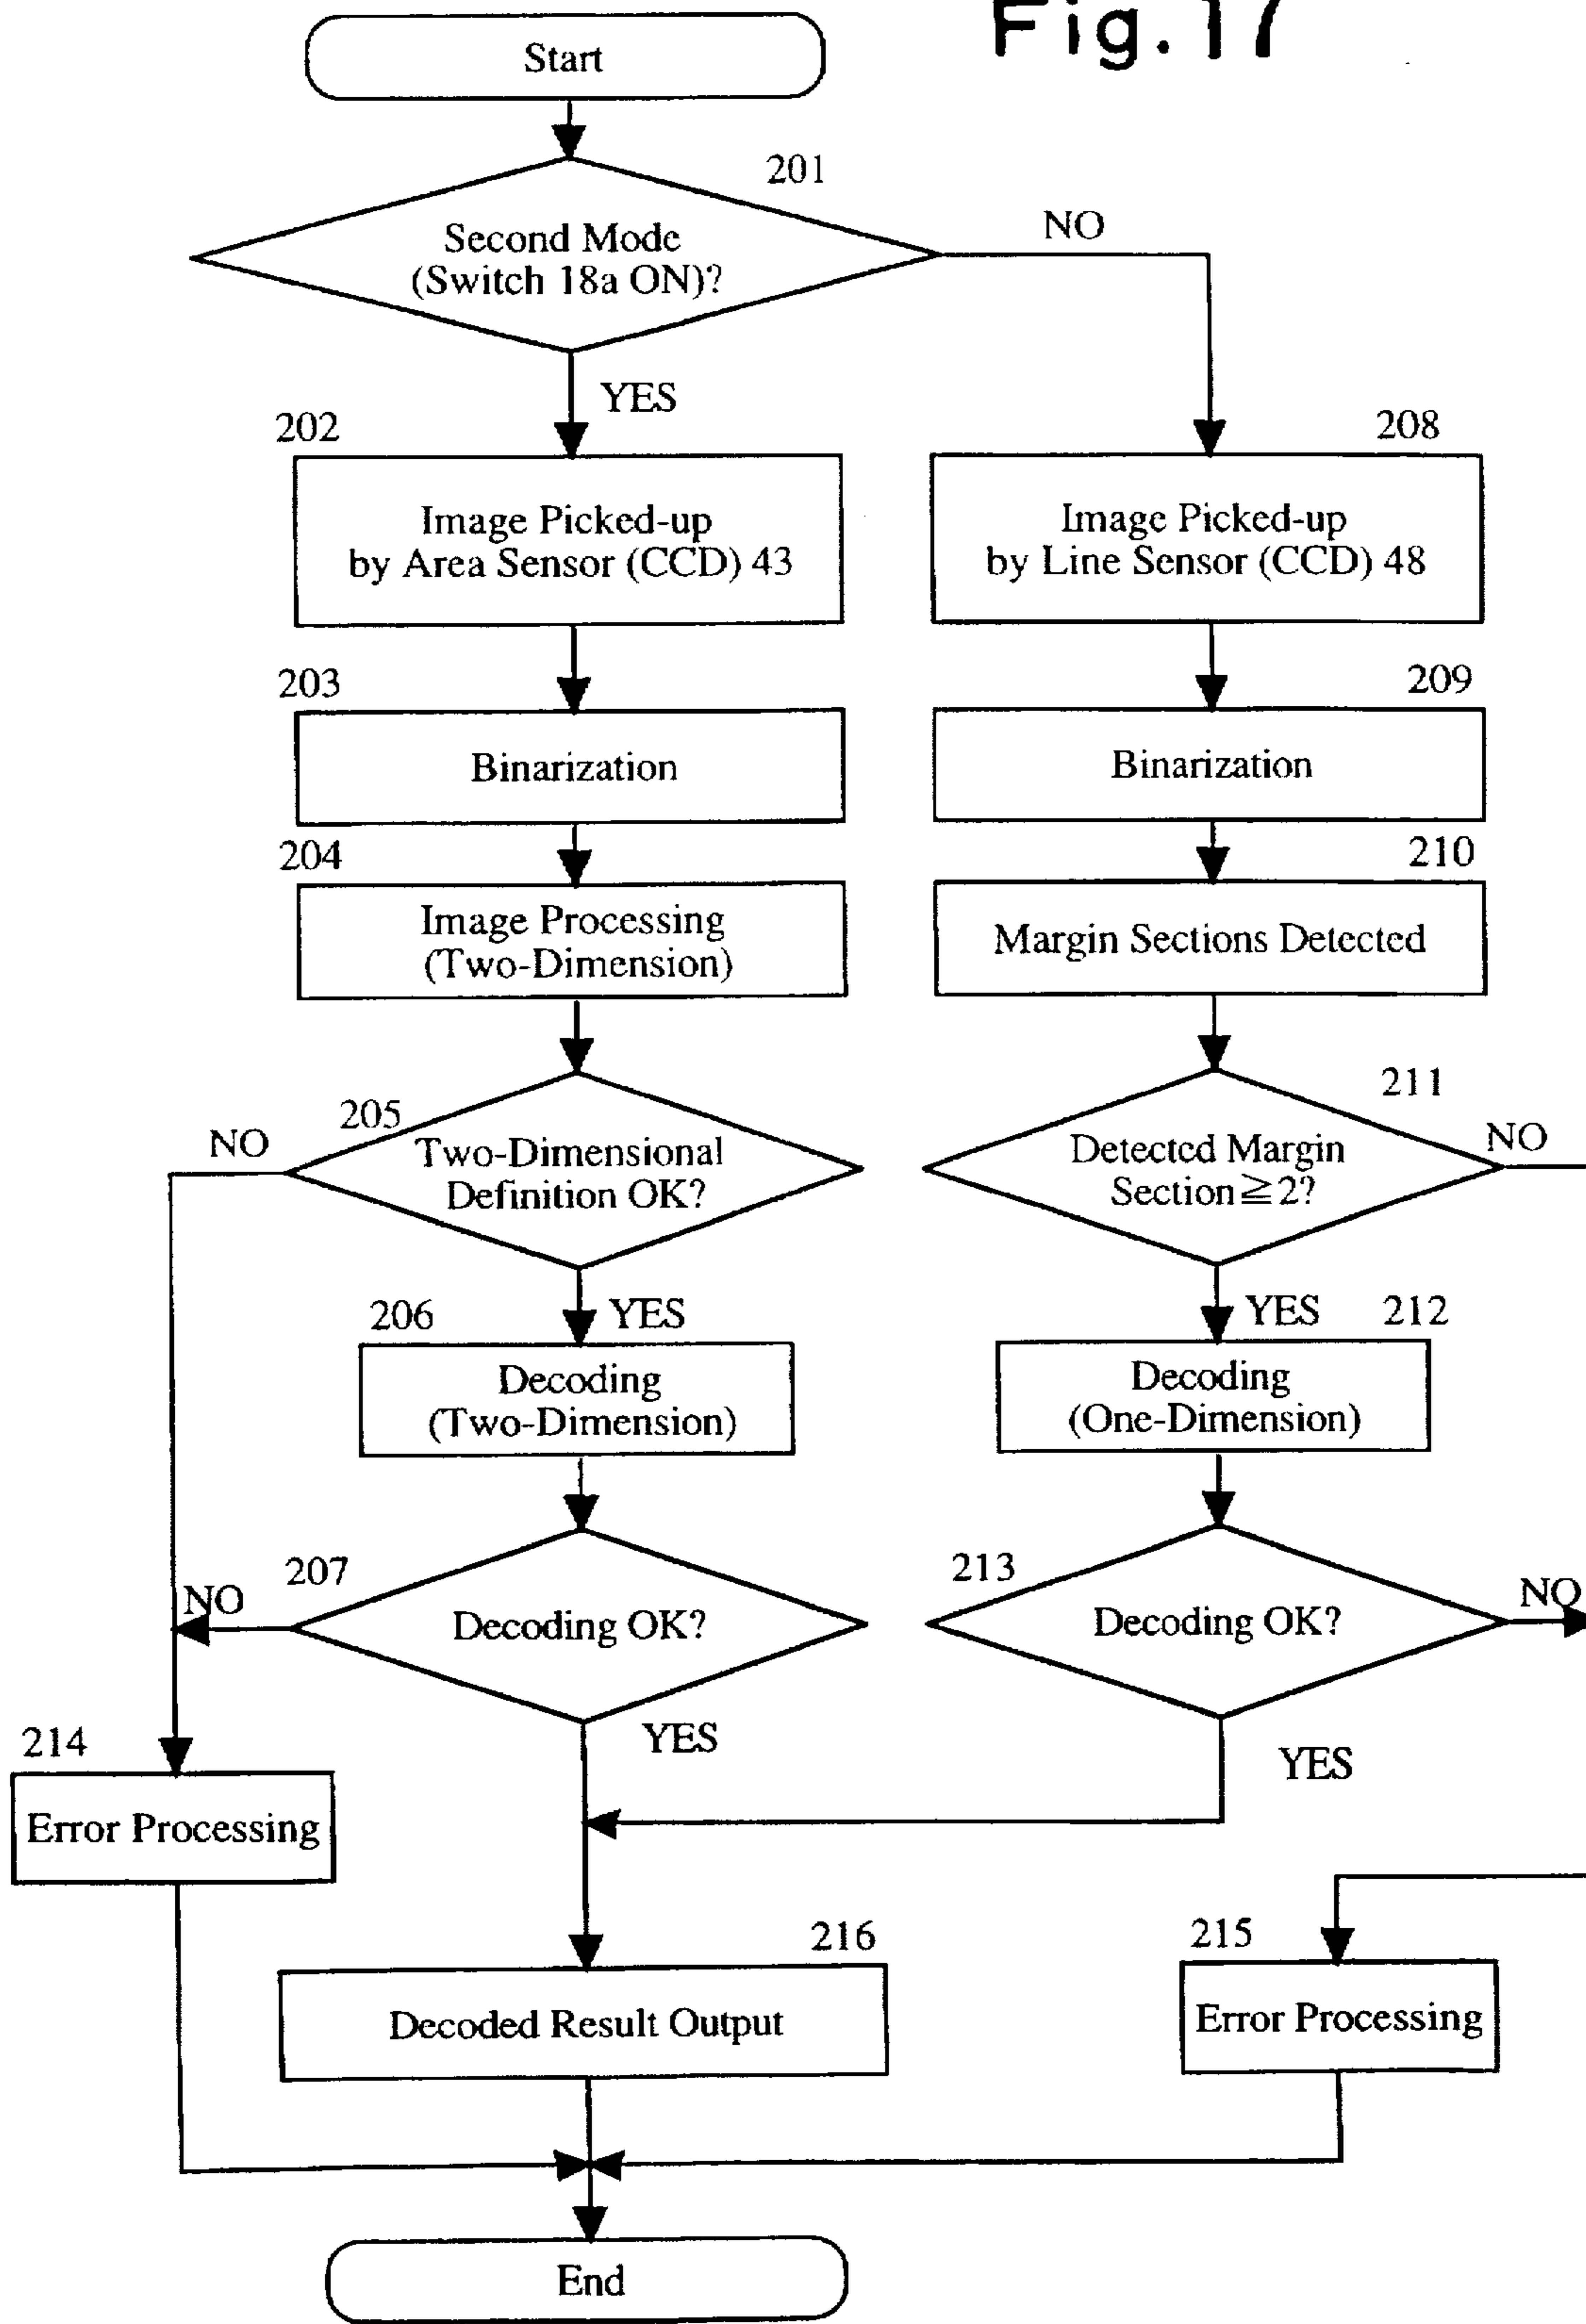 Fig.17
Start
201
Second Mode
(Switch 18a ON)?
NO
YES
202
Image Picked-up
by Area Sensor (CCD) 43
208
Image Picked-up
by Line Sensor (CCD) 48
203
Binarization
209
Binarization
204
Image Processing
(Two-Dimension)
210
Margin Sections Detected
205
NO
Two-Dimensional
Definition OK?
211
Detected Margin
Section≧2?
NO
206
YES
Decoding
(Two-Dimension)
YES
212
Decoding
(One-Dimension)
207
NO
Decoding OK?
213
Decoding OK?
NO
YES
YES
214
Error Processing
216
Decoded Result Output
215
Error Processing
End